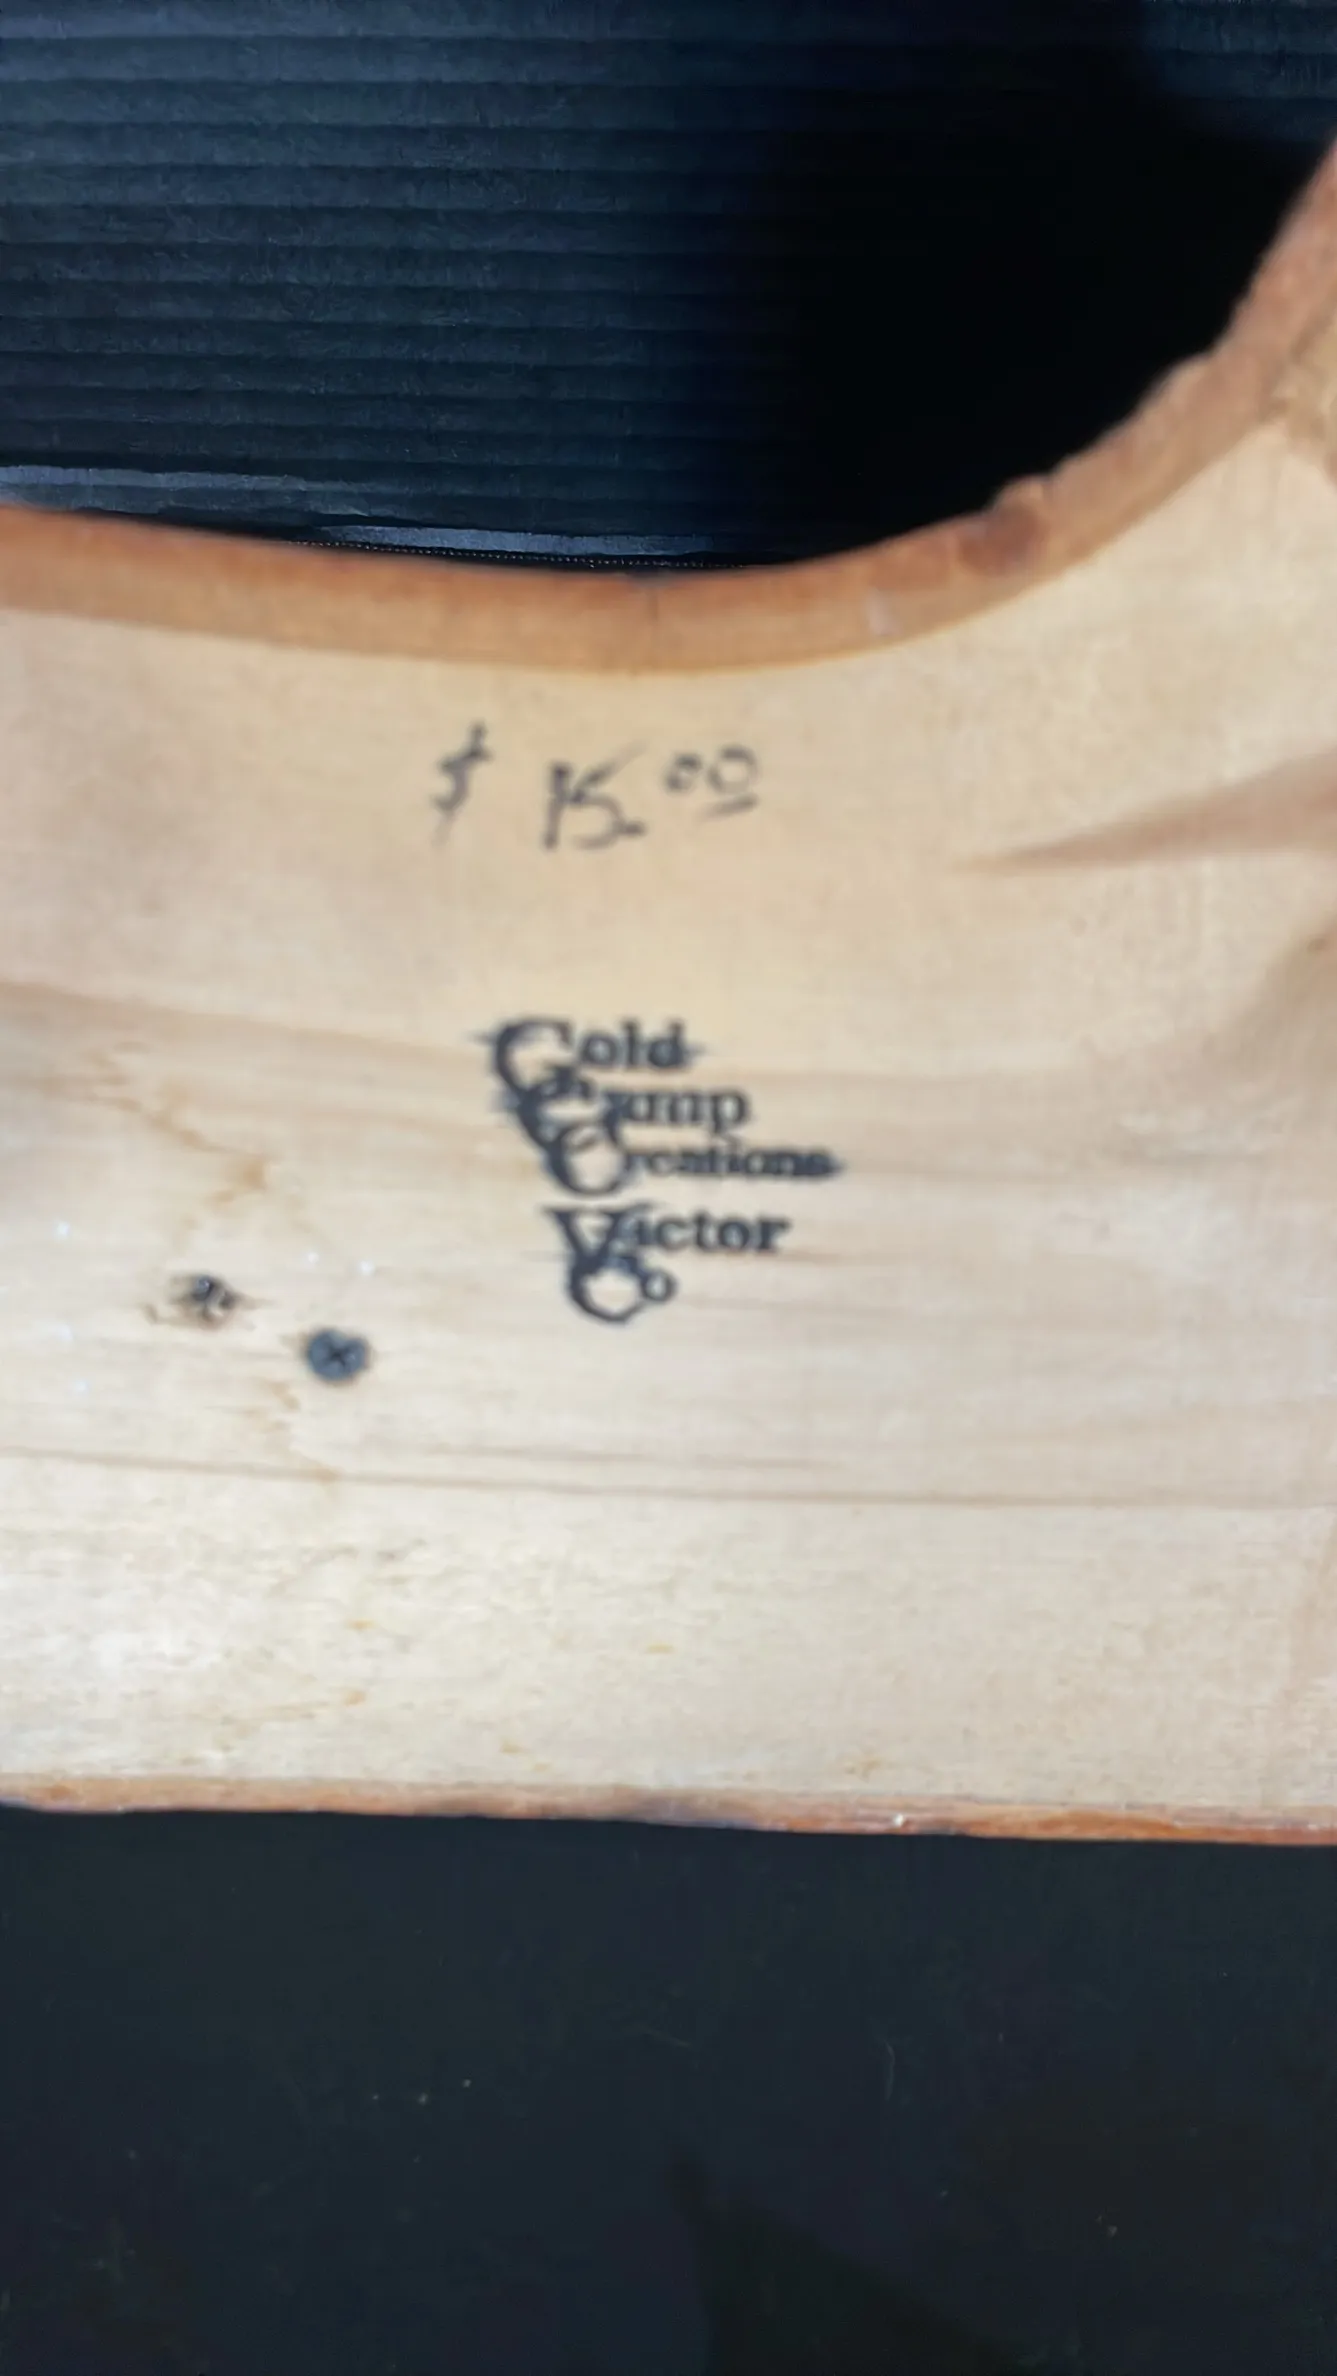 $ 15.00
Gold
Camp
Creations
Victor
Co